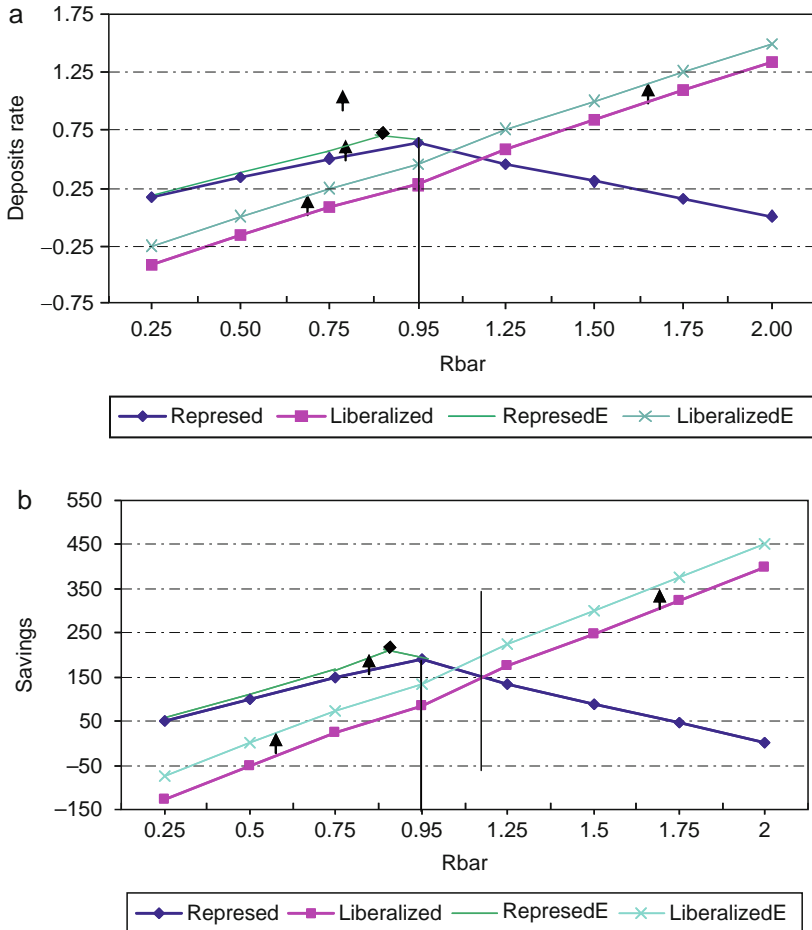 a
1.75
1.25
0.75
0.25
−0.25
−0.75
Deposits rate
0.25 0.50 0.75 0.95 1.25 1.50 1.75 2.00
Rbar
Represed Liberalized RepresedE LiberalizedE
b
550
450
350
250
150
50
−50
−150
Savings
0.25 0.5 0.75 0.95 1.25 1.5 1.75 2
Rbar
Represed Liberalized RepresedE LiberalizedE